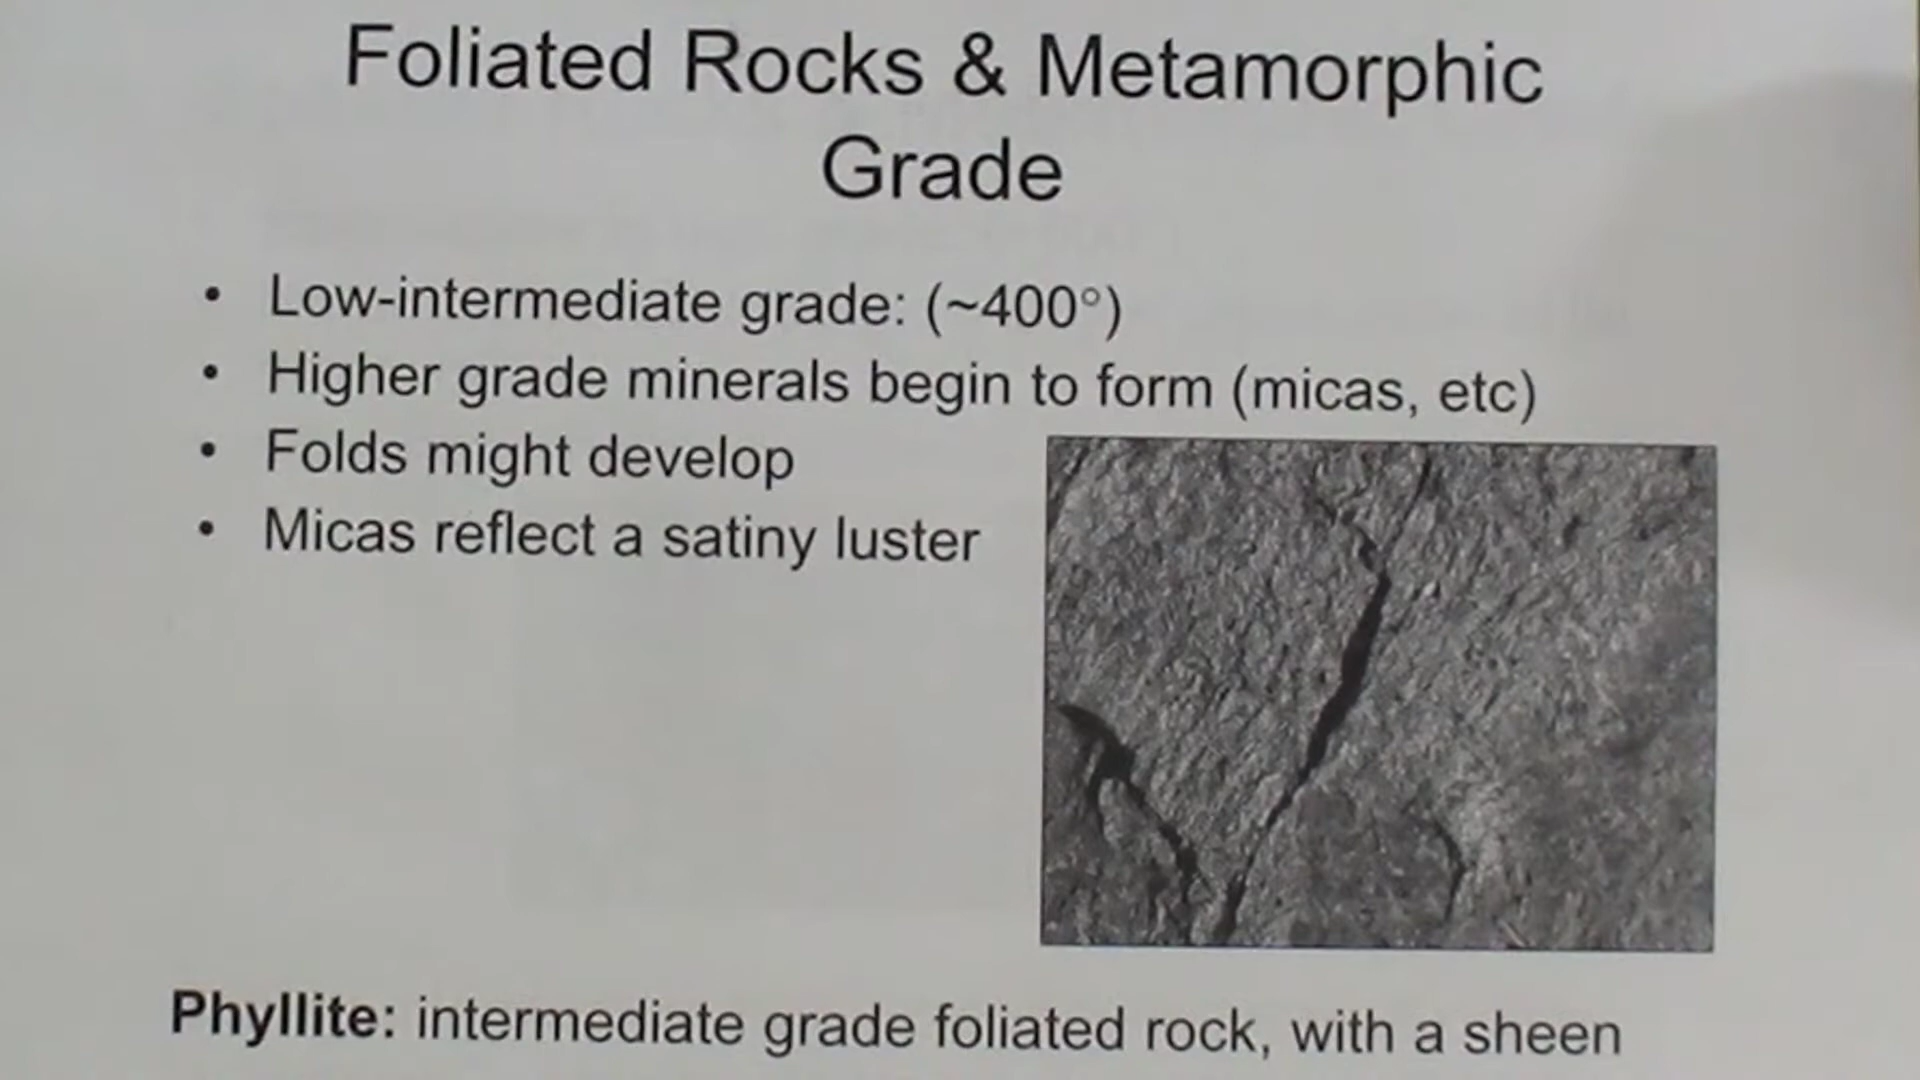 Foliated Rocks & Metamorphic
Grade
• Low-intermediate grade: (~400°)
• Higher grade minerals begin to form (micas, etc)
• Folds might develop
• Micas reflect a satiny luster
Phyllite: intermediate grade foliated rock, with a sheen